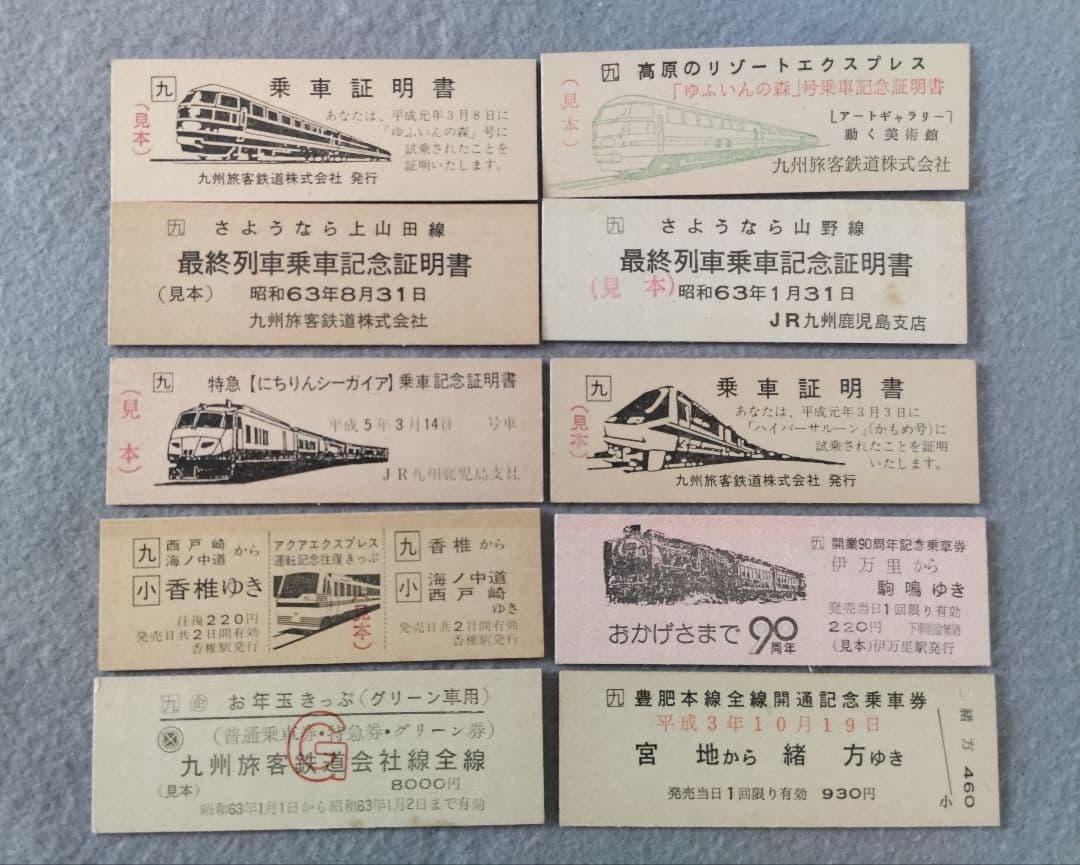 九 乗車証明書
(見本)
あなたは、平成元年3月8日に
「ゆふいんの森」号に
試乗されたことを
証明いたします。
九州旅客鉄道株式会社 発行
九 高原のリゾートエクスプレス
「ゆふいんの森」号乗車記念証明書
(見本)
[アートギャラリー]
動く美術館
九州旅客鉄道株式会社
九 さようなら上山田線
最終列車乗車記念証明書
(見本) 昭和63年8月31日
九州旅客鉄道株式会社
九 さようなら山野線
最終列車乗車記念証明書
(見本) 昭和63年1月31日
JR九州鹿児島支店
九 特急【にちりんシーガイア】乗車記念証明書
(見本)
平成5年3月14日 号車
JR九州鹿児島支社
九 乗車証明書
(見本)
あなたは、平成元年3月3日に
「ハイパーサルーン」(かもめ号)に
試乗されたことを証明
いたします。
九州旅客鉄道株式会社 発行
九 西戸崎
海ノ中道 から
小 香椎ゆき
往復220円
発売日共2日間有効
香椎駅発行
アクアエクスプレス
運転記念往復きっぷ
(見本)
九 香椎から
小 海ノ中道
西戸崎
ゆき
発売日共2日間有効
香椎駅発行
九 開業90周年記念乗車券
伊万里から
駒鳴ゆき
発売当日1回限り有効
220円 下車前途無効
(見本)伊万里駅発行
おかげさまで 90
周年
九 企 お年玉きっぷ(グリーン車用)
(普通乗車券・特急券・グリーン券)
G
九州旅客鉄道会社線全線
8000円
(見本)
昭和63年1月1日から昭和63年1月2日まで有効
九 豊肥本線全線開通記念乗車券
平成3年10月19日
宮地から 緒方ゆき
発売当日1回限り有効 930円
緒方 460
小